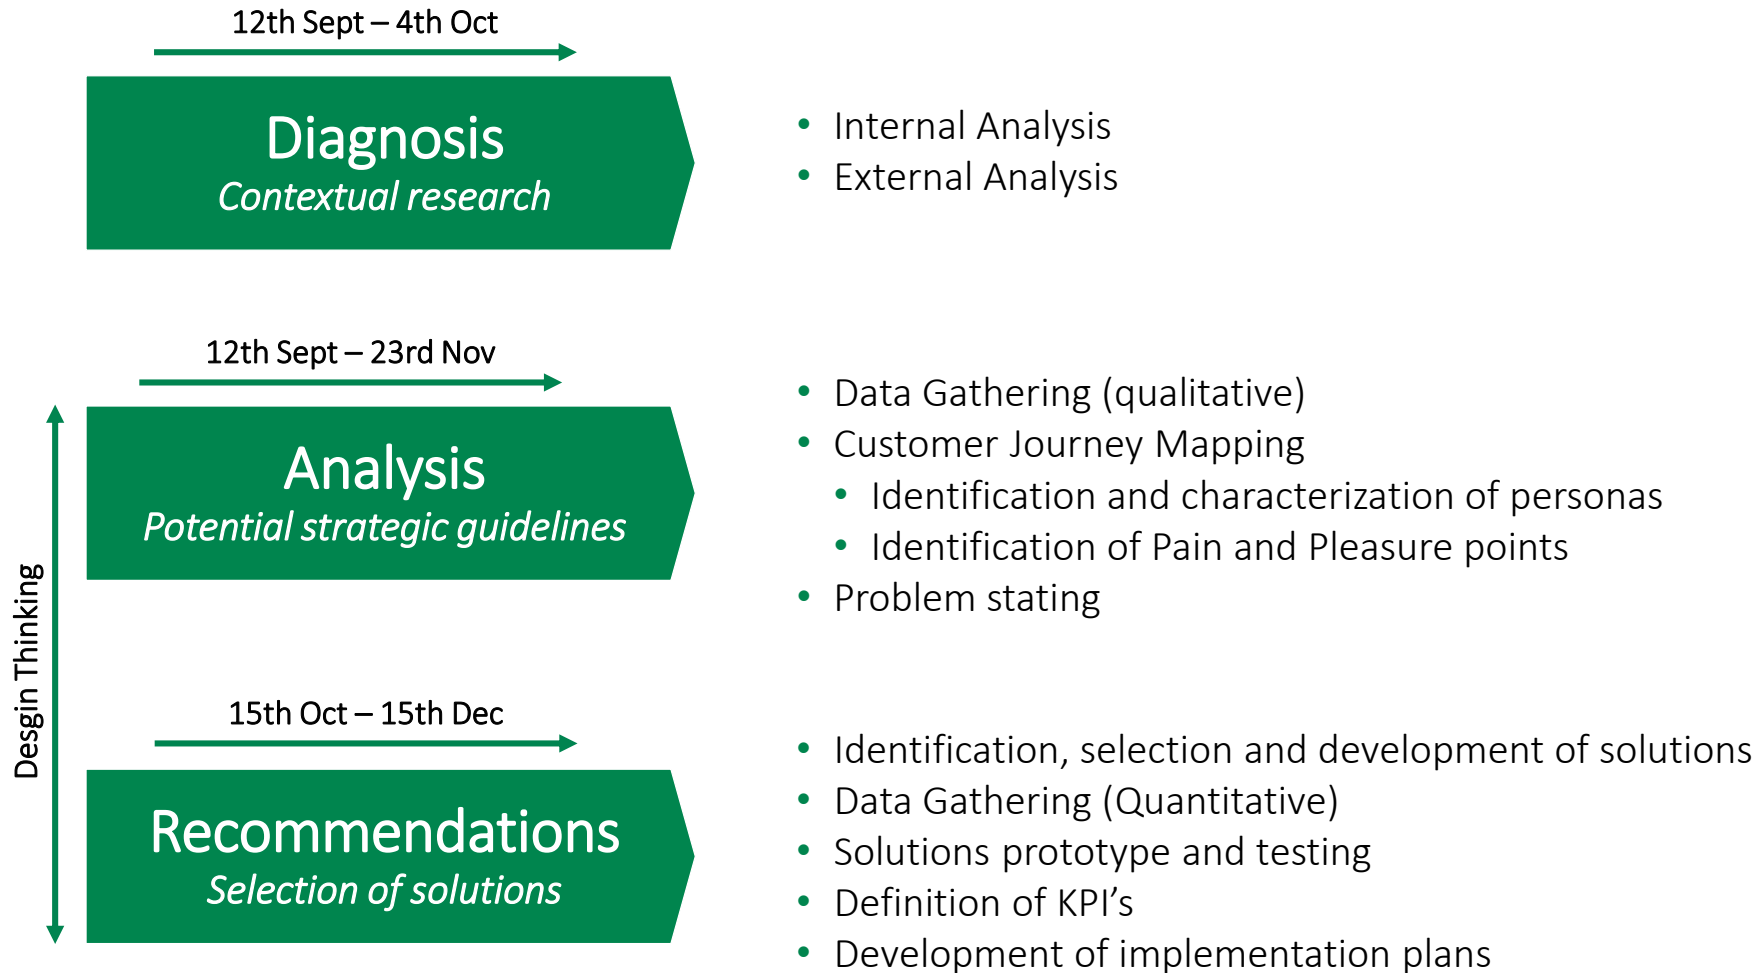 12th Sept – 4th Oct
Diagnosis
Contextual research
• Internal Analysis
• External Analysis
12th Sept – 23rd Nov
Analysis
Potential strategic guidelines
• Data Gathering (qualitative)
• Customer Journey Mapping
• Identification and characterization of personas
• Identification of Pain and Pleasure points
• Problem stating
Desgin Thinking
15th Oct – 15th Dec
Recommendations
Selection of solutions
• Identification, selection and development of solutions
• Data Gathering (Quantitative)
• Solutions prototype and testing
• Definition of KPI’s
• Development of implementation plans